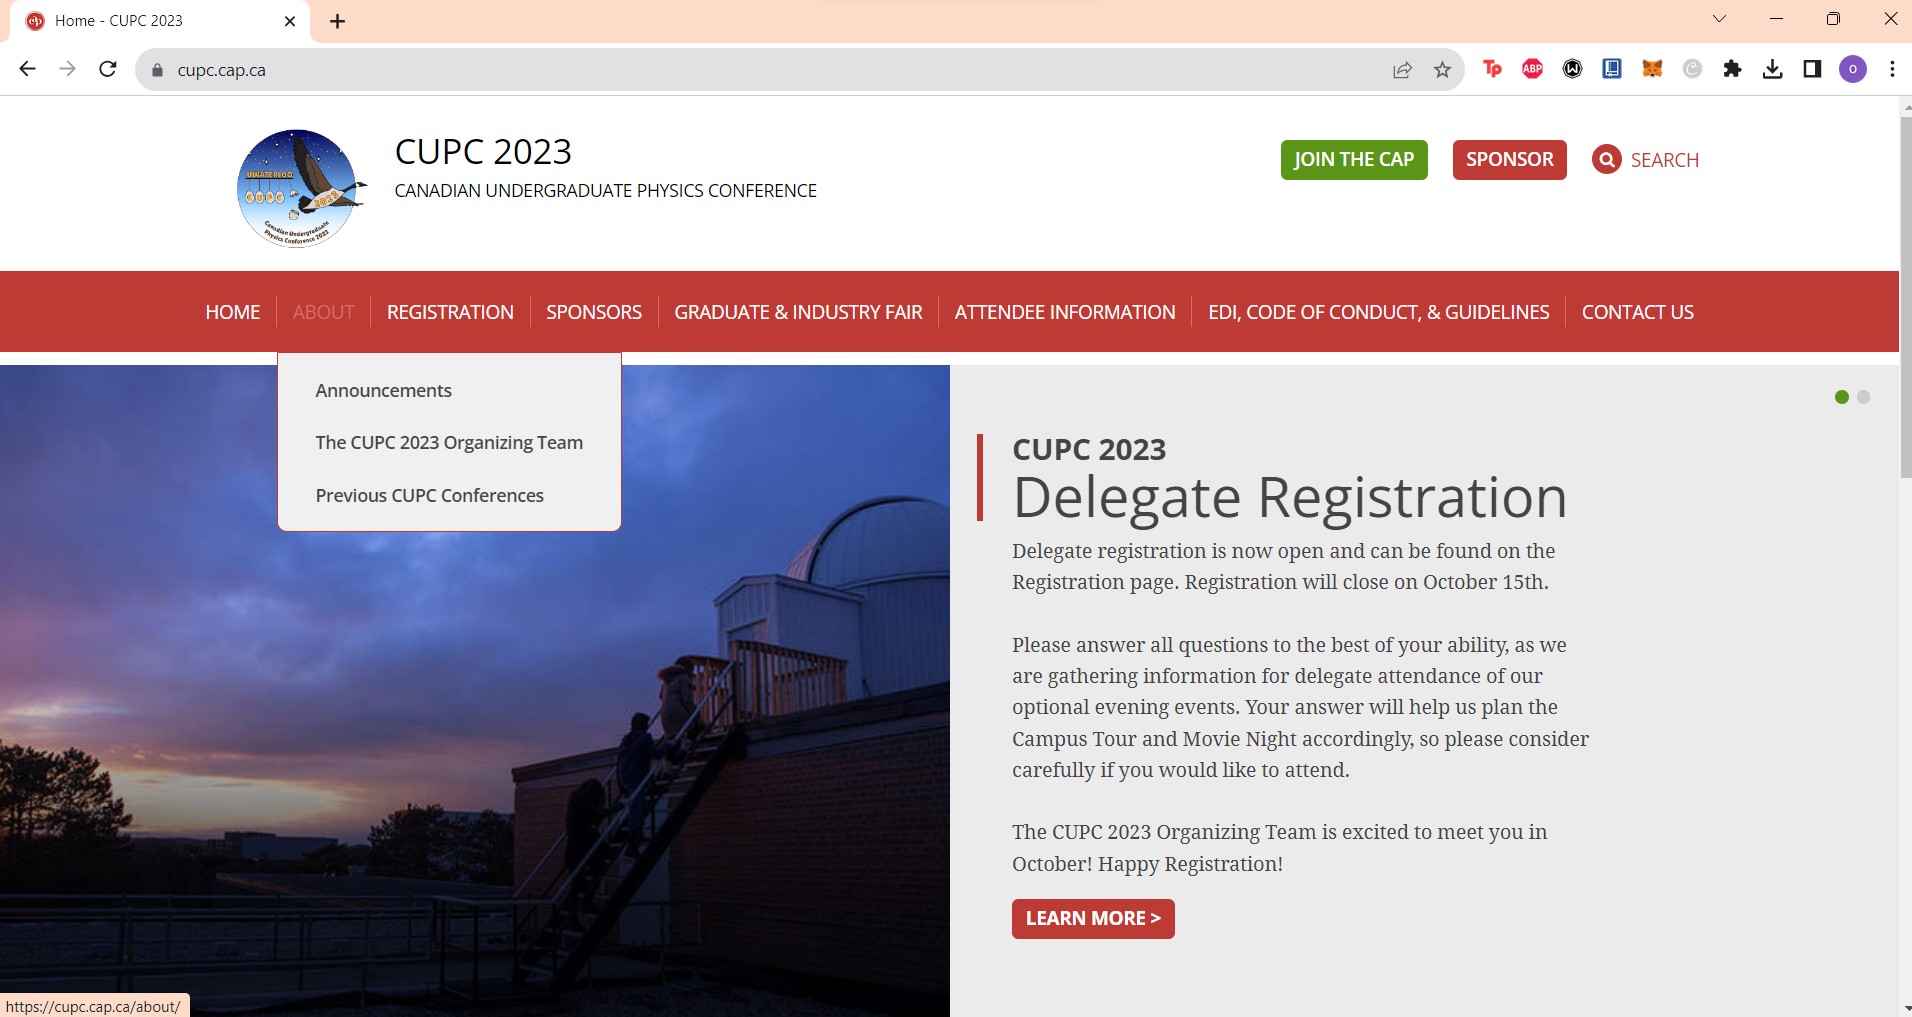 Home - CUPC 2023
cupc.cap.ca
Tp
ABP
W
O
UWATERLOO
CUPC
2023
Canadian Undergraduate
Physics Conference 2023
CUPC 2023
CANADIAN UNDERGRADUATE PHYSICS CONFERENCE
JOIN THE CAP
SPONSOR
SEARCH
HOME
ABOUT
REGISTRATION
SPONSORS
GRADUATE & INDUSTRY FAIR
ATTENDEE INFORMATION
EDI, CODE OF CONDUCT, & GUIDELINES
CONTACT US
Announcements
The CUPC 2023 Organizing Team
Previous CUPC Conferences
CUPC 2023
Delegate Registration
Delegate registration is now open and can be found on the
Registration page. Registration will close on October 15th.
Please answer all questions to the best of your ability, as we
are gathering information for delegate attendance of our
optional evening events. Your answer will help us plan the
Campus Tour and Movie Night accordingly, so please consider
carefully if you would like to attend.
The CUPC 2023 Organizing Team is excited to meet you in
October! Happy Registration!
LEARN MORE >
https://cupc.cap.ca/about/